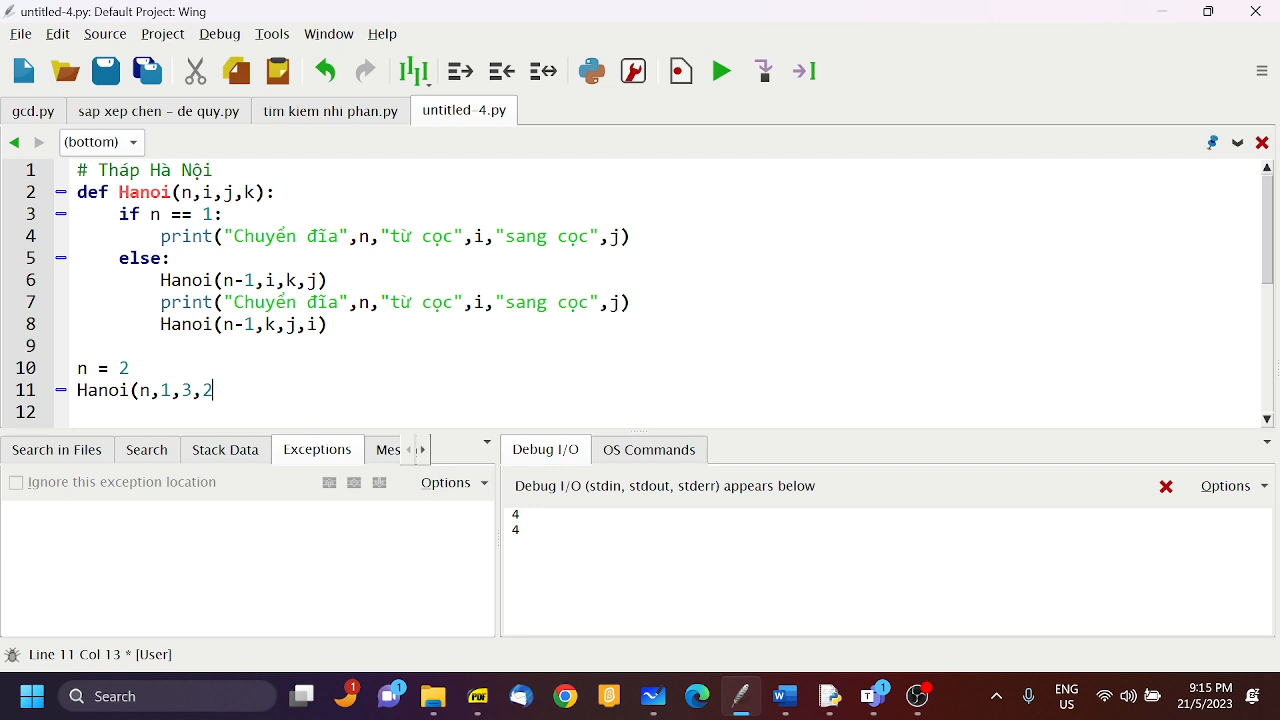 untitled-4.py: Default Project: Wing
File Edit Source Project Debug Tools Window Help
gcd.py sap xep chen - de quy.py tim kiem nhi phan.py untitled-4.py
(bottom)
1 # Tháp Hà Nội
2 def Hanoi(n,i,j,k):
3 if n == 1:
4 print("Chuyển đĩa",n,"từ cọc",i,"sang cọc",j)
5 else:
6 Hanoi(n-1,i,k,j)
7 print("Chuyển đĩa",n,"từ cọc",i,"sang cọc",j)
8 Hanoi(n-1,k,j,i)
9
10 n = 2
11 Hanoi(n,1,3,2
12
Search in Files Search Stack Data Exceptions Mes Debug I/O OS Commands
Ignore this exception location Options Debug I/O (stdin, stdout, stderr) appears below Options
4
4
Line 11 Col 13 * [User]
Search 1 1 PDF 1 ENG 9:15 PM
US 21/5/2023